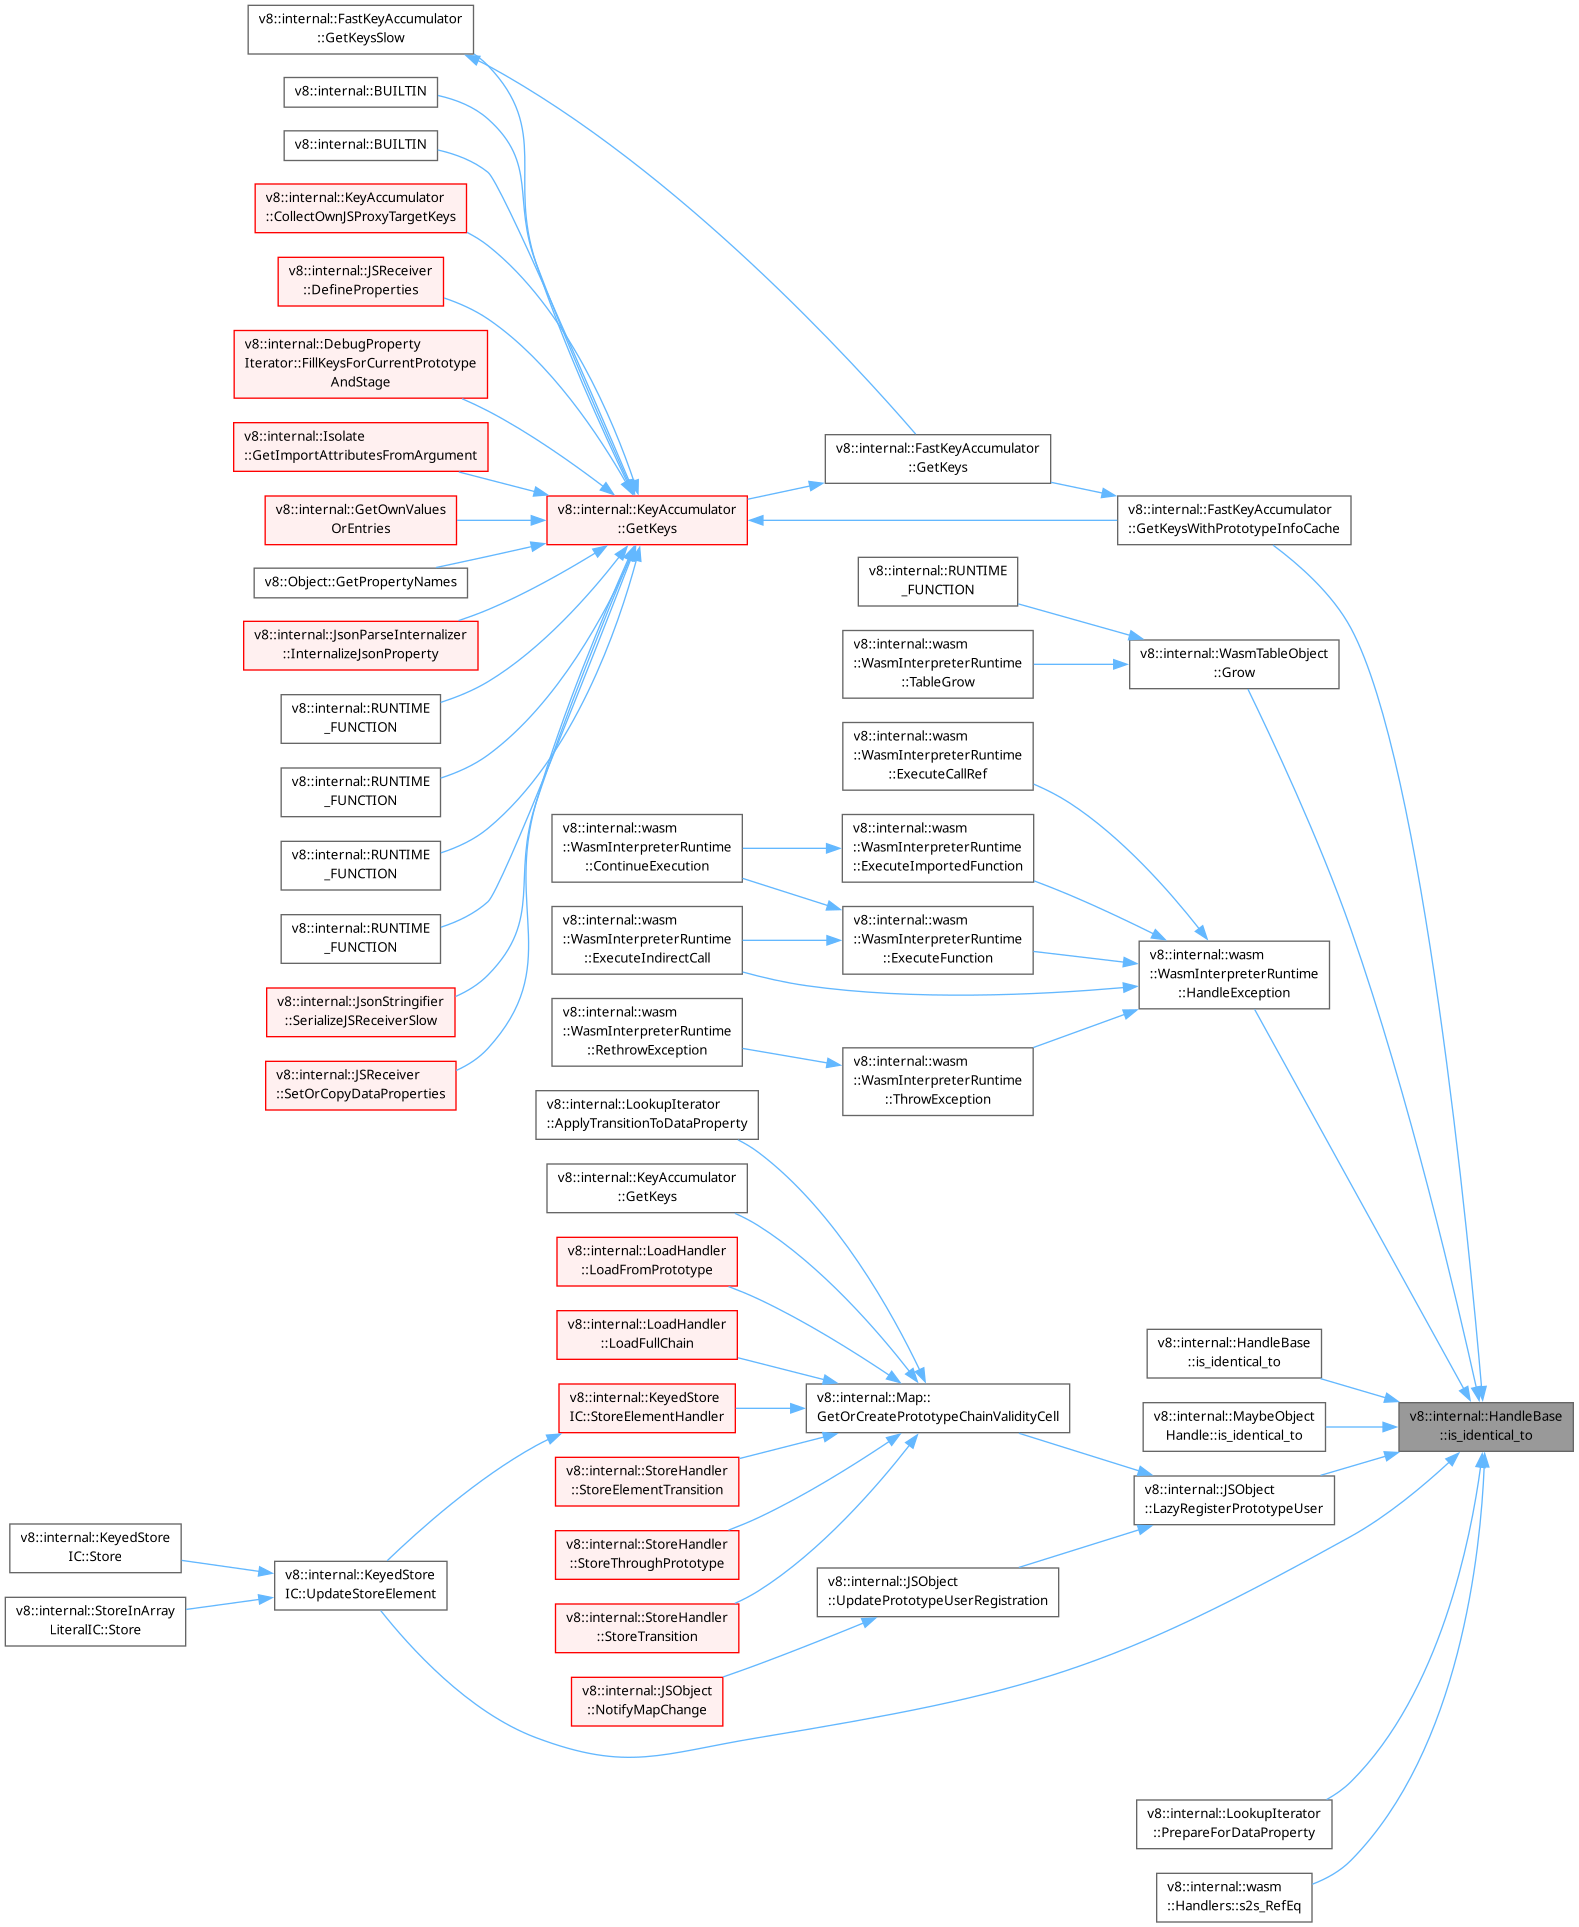 v8::internal::FastKeyAccumulator
::GetKeysSlow
v8::internal::BUILTIN
v8::internal::BUILTIN
v8::internal::KeyAccumulator
::CollectOwnJSProxyTargetKeys
v8::internal::JSReceiver
::DefineProperties
v8::internal::DebugProperty
Iterator::FillKeysForCurrentPrototype
AndStage
v8::internal::Isolate
::GetImportAttributesFromArgument
v8::internal::GetOwnValues
OrEntries
v8::Object::GetPropertyNames
v8::internal::JsonParseInternalizer
::InternalizeJsonProperty
v8::internal::RUNTIME
_FUNCTION
v8::internal::RUNTIME
_FUNCTION
v8::internal::RUNTIME
_FUNCTION
v8::internal::RUNTIME
_FUNCTION
v8::internal::JsonStringifier
::SerializeJSReceiverSlow
v8::internal::JSReceiver
::SetOrCopyDataProperties
v8::internal::KeyAccumulator
::GetKeys
v8::internal::FastKeyAccumulator
::GetKeys
v8::internal::FastKeyAccumulator
::GetKeysWithPrototypeInfoCache
v8::internal::RUNTIME
_FUNCTION
v8::internal::wasm
::WasmInterpreterRuntime
::TableGrow
v8::internal::WasmTableObject
::Grow
v8::internal::wasm
::WasmInterpreterRuntime
::ExecuteCallRef
v8::internal::wasm
::WasmInterpreterRuntime
::ContinueExecution
v8::internal::wasm
::WasmInterpreterRuntime
::ExecuteImportedFunction
v8::internal::wasm
::WasmInterpreterRuntime
::ExecuteIndirectCall
v8::internal::wasm
::WasmInterpreterRuntime
::ExecuteFunction
v8::internal::wasm
::WasmInterpreterRuntime
::HandleException
v8::internal::wasm
::WasmInterpreterRuntime
::RethrowException
v8::internal::wasm
::WasmInterpreterRuntime
::ThrowException
v8::internal::LookupIterator
::ApplyTransitionToDataProperty
v8::internal::KeyAccumulator
::GetKeys
v8::internal::LoadHandler
::LoadFromPrototype
v8::internal::LoadHandler
::LoadFullChain
v8::internal::KeyedStore
IC::StoreElementHandler
v8::internal::StoreHandler
::StoreElementTransition
v8::internal::StoreHandler
::StoreThroughPrototype
v8::internal::StoreHandler
::StoreTransition
v8::internal::JSObject
::NotifyMapChange
v8::internal::Map::
GetOrCreatePrototypeChainValidityCell
v8::internal::JSObject
::UpdatePrototypeUserRegistration
v8::internal::HandleBase
::is_identical_to
v8::internal::MaybeObject
Handle::is_identical_to
v8::internal::JSObject
::LazyRegisterPrototypeUser
v8::internal::HandleBase
::is_identical_to
v8::internal::KeyedStore
IC::Store
v8::internal::StoreInArray
LiteralIC::Store
v8::internal::KeyedStore
IC::UpdateStoreElement
v8::internal::LookupIterator
::PrepareForDataProperty
v8::internal::wasm
::Handlers::s2s_RefEq